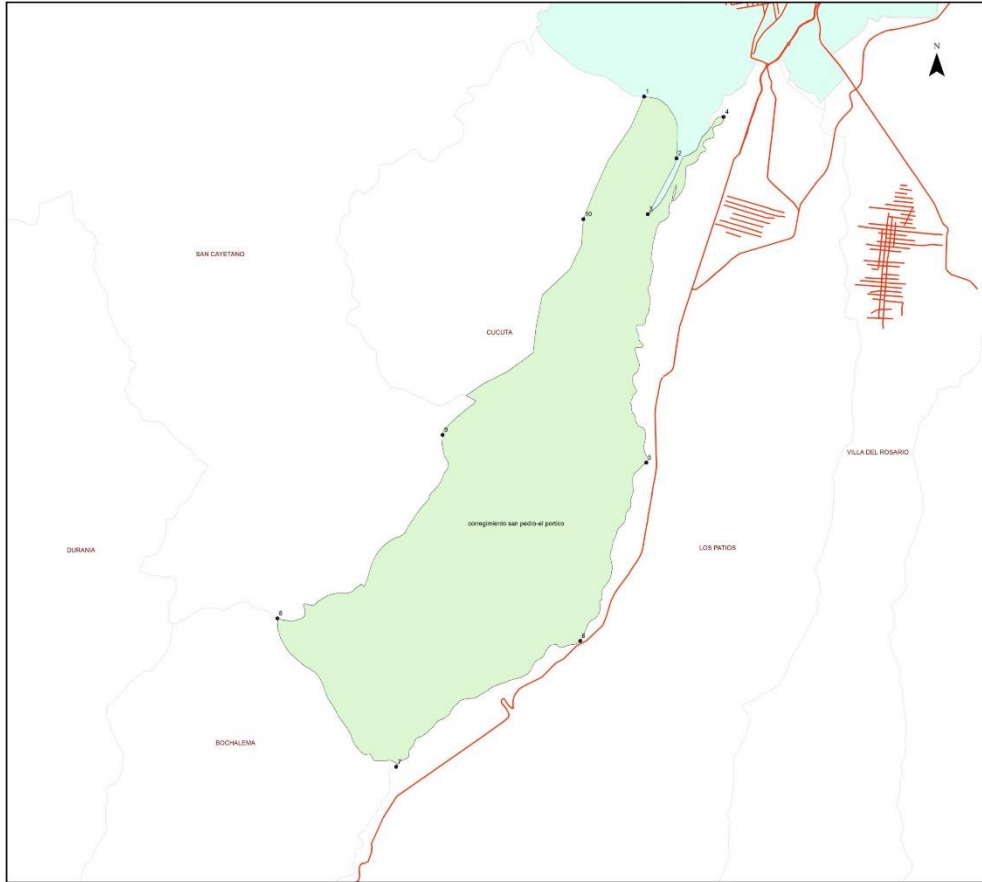 N
1
4
2
3
10
SAN CAYETANO
CUCUTA
9
VILLA DEL ROSARIO
5
corregimiento san pedro-el portico
DURANIA
LOS PATIOS
8
6
BOCHALEMA
7